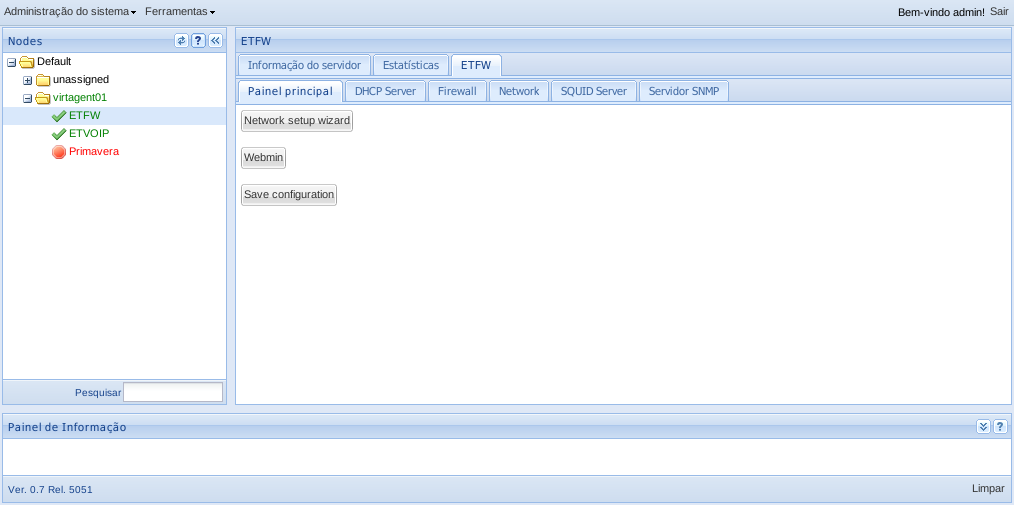 Administração do sistema Ferramentas Bem-vindo admin! Sair
Nodes
Default
unassigned
virtagent01
ETFW
ETVOIP
Primavera
Pesquisar
ETFW
Informação do servidor Estatísticas ETFW
Painel principal DHCP Server Firewall Network SQUID Server Servidor SNMP
Network setup wizard
Webmin
Save configuration
Painel de Informação
Ver. 0.7 Rel. 5051 Limpar